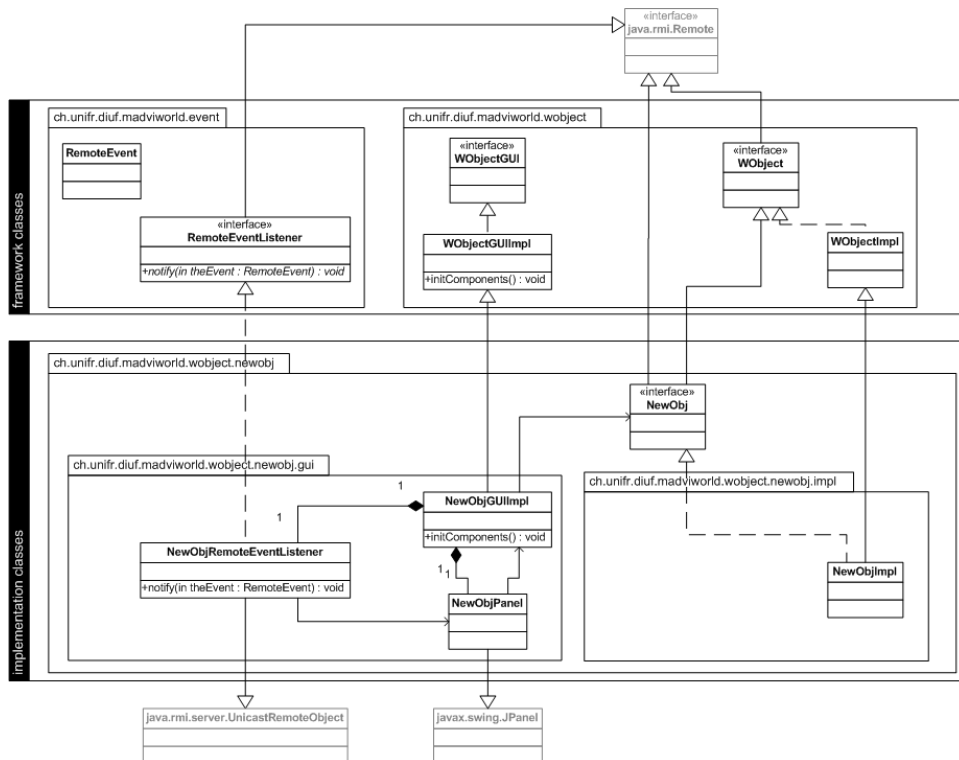 «interface»
java.rmi.Remote
framework classes
ch.unifr.diuf.madviworld.event
RemoteEvent
«interface»
RemoteEventListener
+notify(in theEvent : RemoteEvent) : void
ch.unifr.diuf.madviworld.wobject
«interface»
WObjectGUI
WObjectGUIImpl
+initComponents() : void
«interface»
WObject
WObjectImpl
implementation classes
ch.unifr.diuf.madviworld.wobject.newobj
«interface»
NewObj
ch.unifr.diuf.madviworld.wobject.newobj.gui
1
1
NewObjGUIImpl
+initComponents() : void
NewObjRemoteEventListener
+notify(in theEvent : RemoteEvent) : void
1
1
NewObjPanel
ch.unifr.diuf.madviworld.wobject.newobj.impl
NewObjImpl
java.rmi.server.UnicastRemoteObject
javax.swing.JPanel